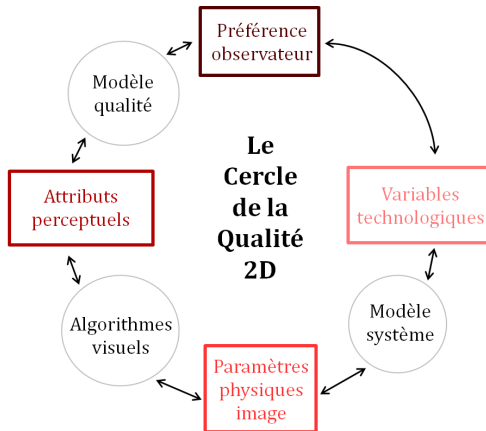 Préférence
observateur
Modèle
qualité
Le
Cercle
de la
Qualité
2D
Attributs
perceptuels
Variables
technologiques
Algorithmes
visuels
Modèle
système
Paramètres
physiques
image